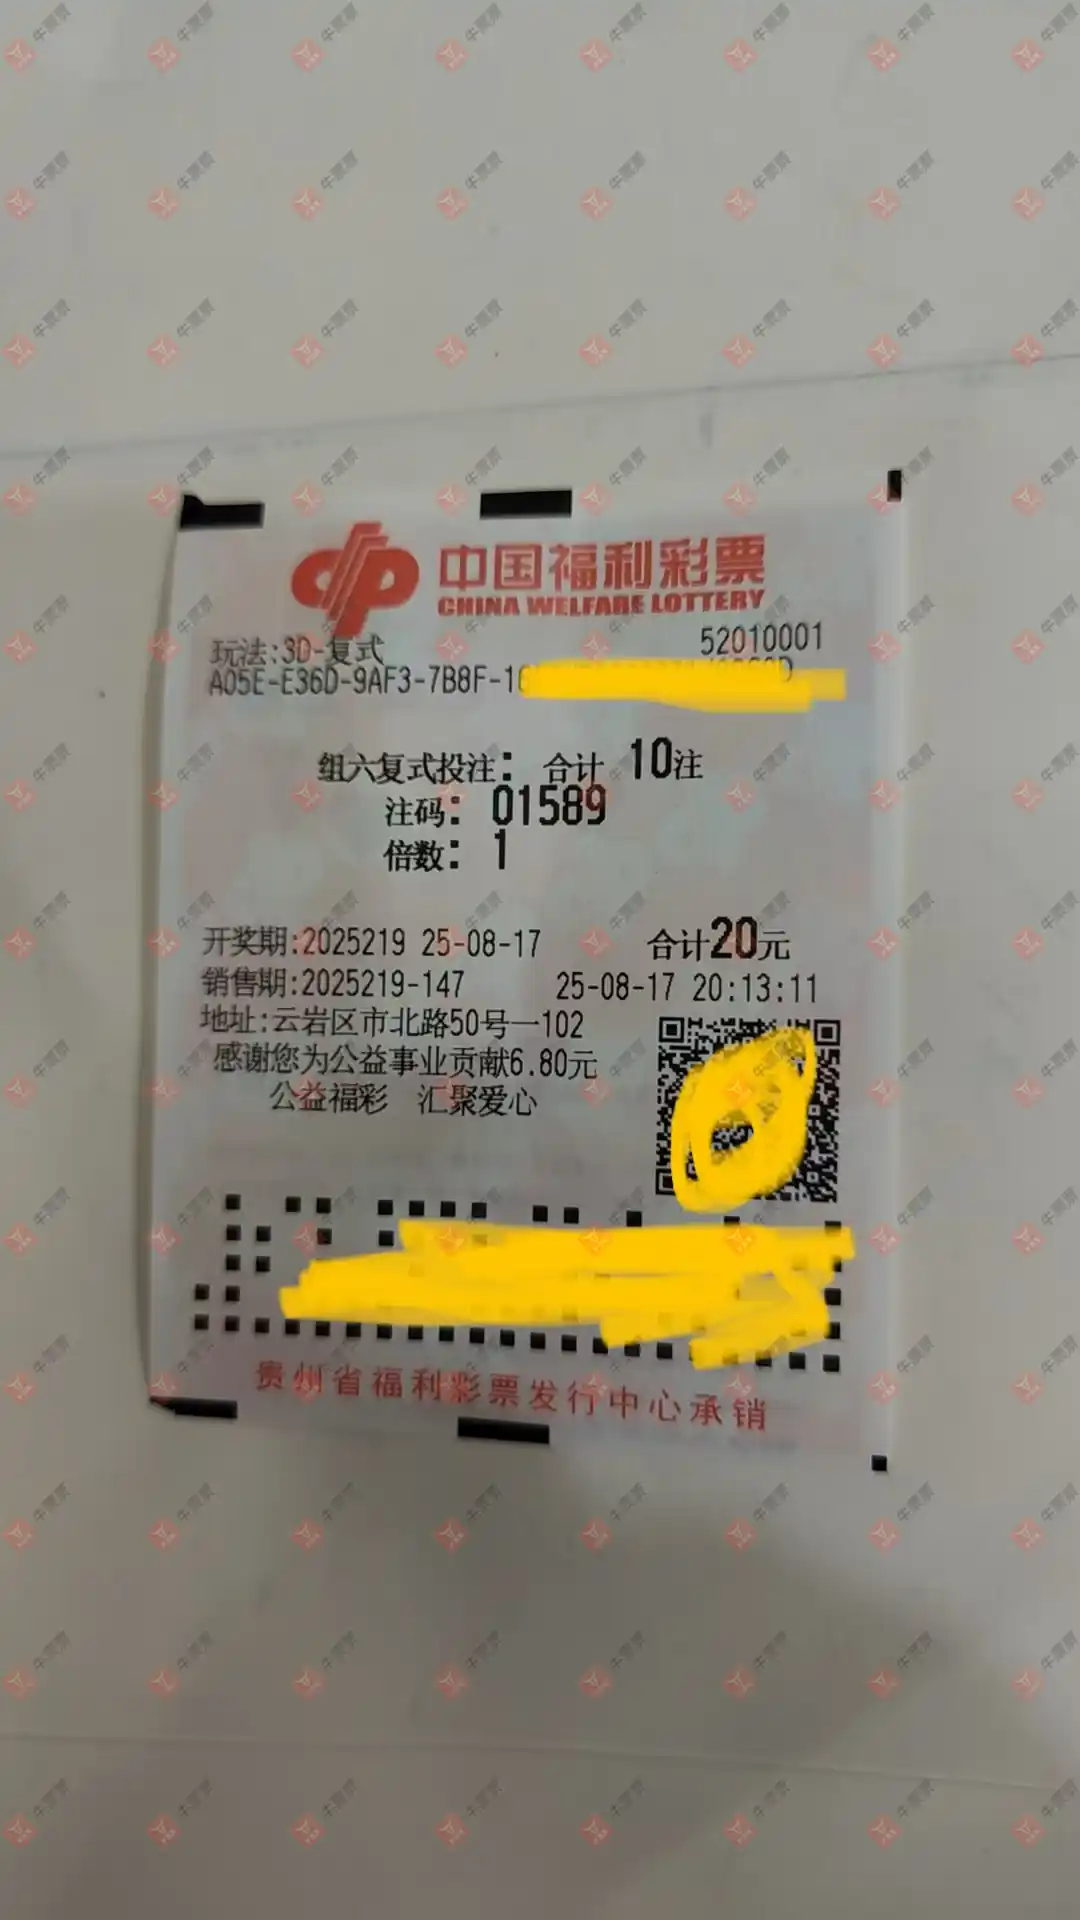 中国福利彩票
CHINA WELFARE LOTTERY
玩法:3D-复式 52010001
A05E-E36D-9AF3-7B8F-16
组六复式投注: 合计 10注
注码: 01589
倍数: 1
开奖期:2025219 25-08-17 合计20元
销售期:2025219-147 25-08-17 20:13:11
地址:云岩区市北路50号一102
感谢您为公益事业贡献6.80元
公益福彩 汇聚爱心
贵州省福利彩票发行中心承销
牛票票